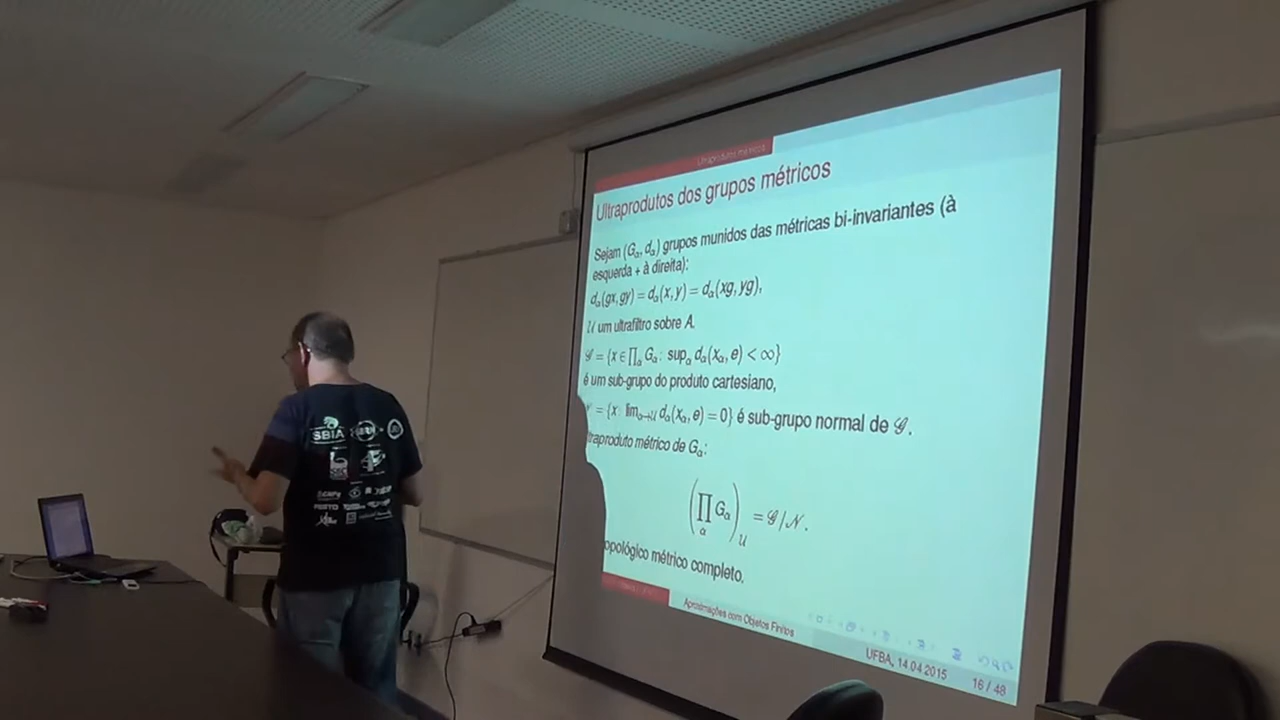 Ultraprodutos métricos
Ultraprodutos dos grupos métricos
Sejam (G_α, d_α) grupos munidos das métricas bi-invariantes (à
esquerda + à direita):
d_α(gx, gy) = d_α(x, y) = d_α(xg, yg),
𝒰 um ultrafiltro sobre A.
𝒢 = {x ∈ ∏_α G_α : sup_α d_α(x_α, e) < ∞}
é um sub-grupo do produto cartesiano,
= {x : lim_{α→𝒰} d_α(x_α, e) = 0} é sub-grupo normal de 𝒢.
traproduto métrico de G_α:
(∏_α G_α)_𝒰 = 𝒢/𝒩.
opológico métrico completo.
Aproximações com Objetos Finitos
UFBA, 14.04.2015
16 / 48
SBIA
FESTO